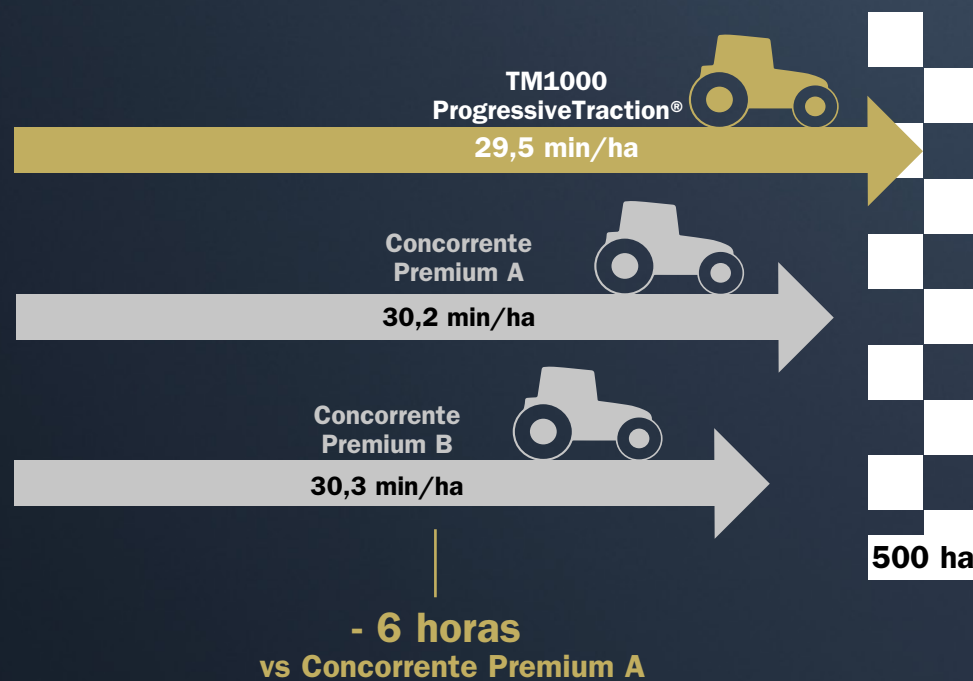 TM1000
ProgressiveTraction®
29,5 min/ha
Concorrente
Premium A
30,2 min/ha
Concorrente
Premium B
30,3 min/ha
500 ha
- 6 horas
vs Concorrente Premium A